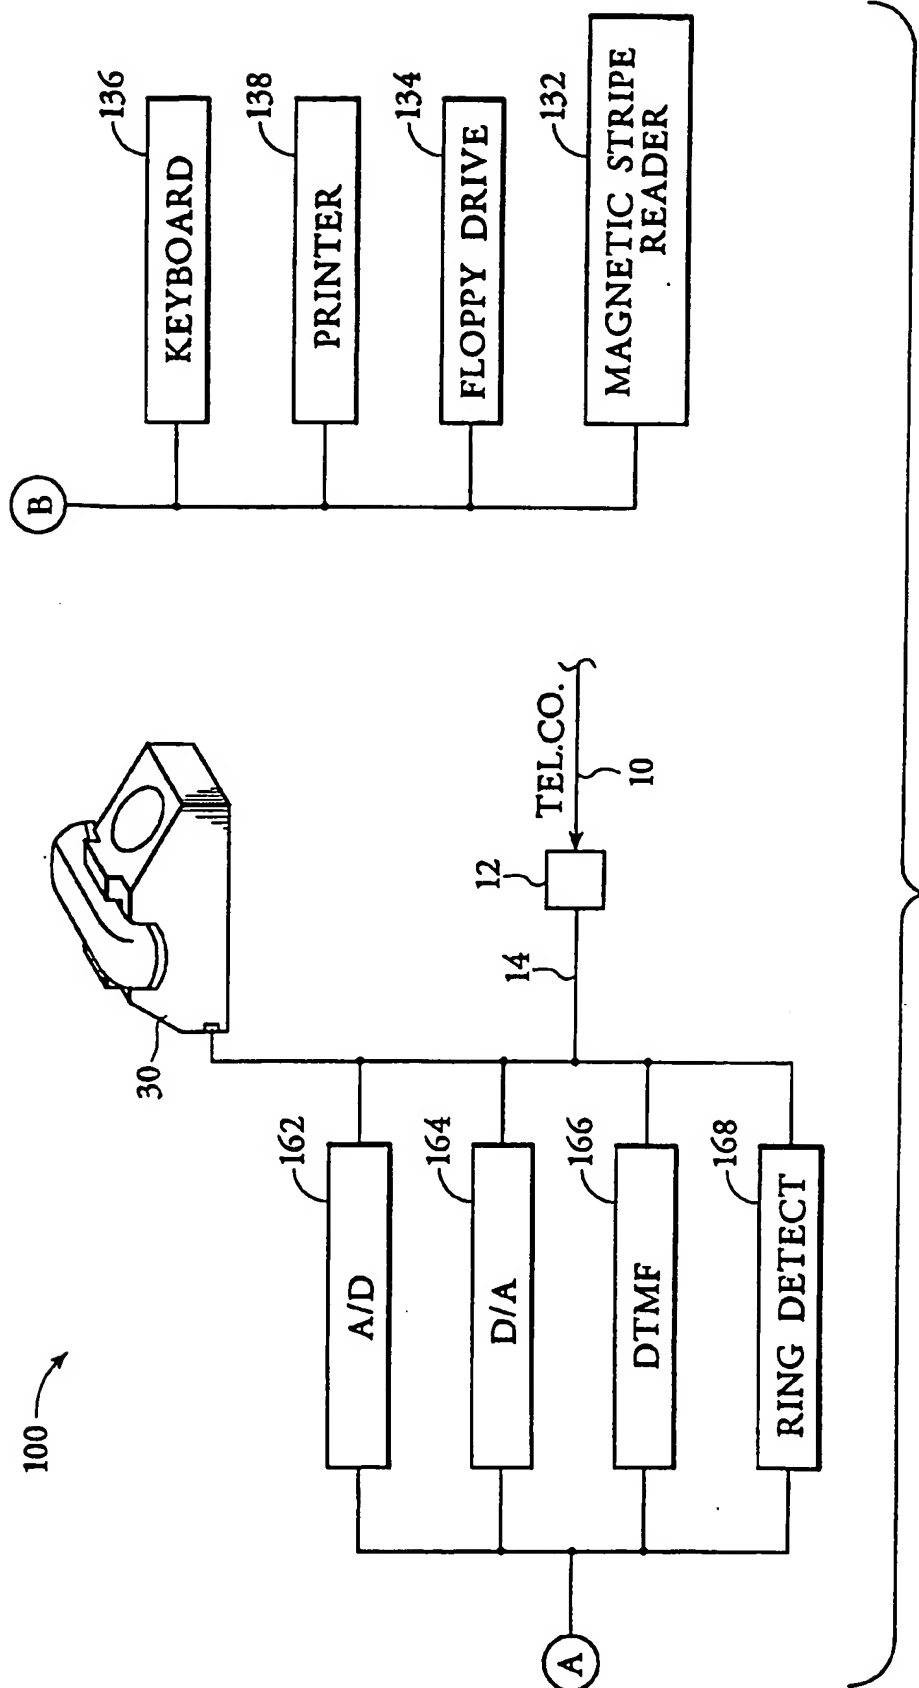 100
30
162
A/D
164
D/A
166
DTMF
168
RING DETECT
A
14
12
TEL.CO.
10
B
136
KEYBOARD
138
PRINTER
134
FLOPPY DRIVE
132
MAGNETIC STRIPE
READER